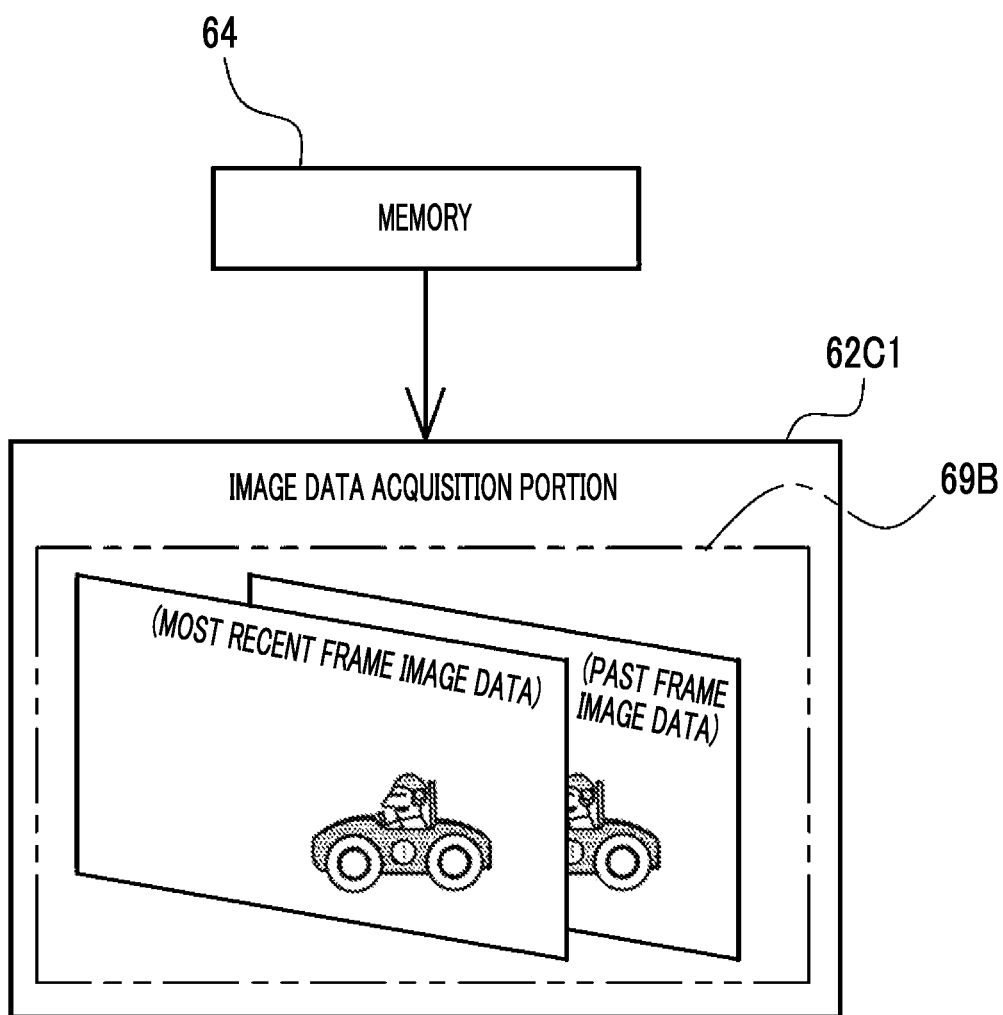 64
MEMORY
62C1
IMAGE DATA ACQUISITION PORTION
69B
(MOST RECENT FRAME IMAGE DATA)
(PAST FRAME
IMAGE DATA)